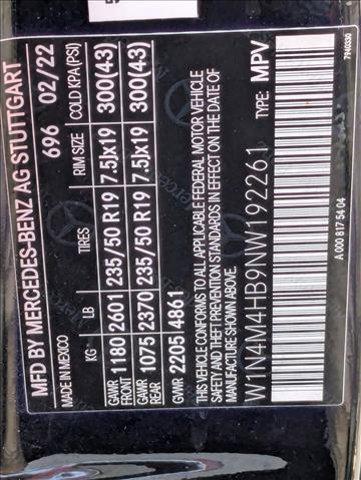 MFD BY MERCEDES-BENZ AG STUTTGART
MADE IN MEXICO 696 02/22
KG LB TIRES RIM SIZE COLD KPA(PSI)
GAWR FRONT 1180 2601 235/50 R19 7.5Jx19 300(43)
GAWR REAR 1075 2370 235/50 R19 7.5Jx19 300(43)
GMR 2205 4861
THIS VEHICLE CONFORMS TO ALL APPLICABLE FEDERAL MOTOR VEHICLE
SAFETY AND THEFT PREVENTION STANDARDS IN EFFECT ON THE DATE OF
MANUFACTURE SHOWN ABOVE.
W1N4M4HB9NW192261 TYPE: MPV
A 000 817 54 04 7940330